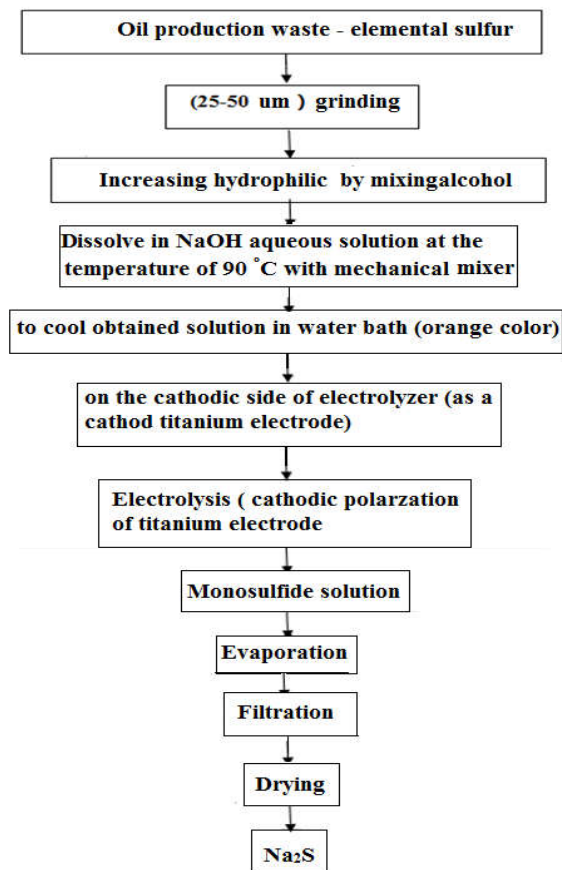 Oil production waste - elemental sulfur
(25-50 um ) grinding
Increasing hydrophilic by mixingalcohol
Dissolve in NaOH aqueous solution at the
temperature of 90 °C with mechanical mixer
to cool obtained solution in water bath (orange color)
on the cathodic side of electrolyzer (as a
cathod titanium electrode)
Electrolysis ( cathodic polarzation
of titanium electrode
Monosulfide solution
Evaporation
Filtration
Drying
Na₂S